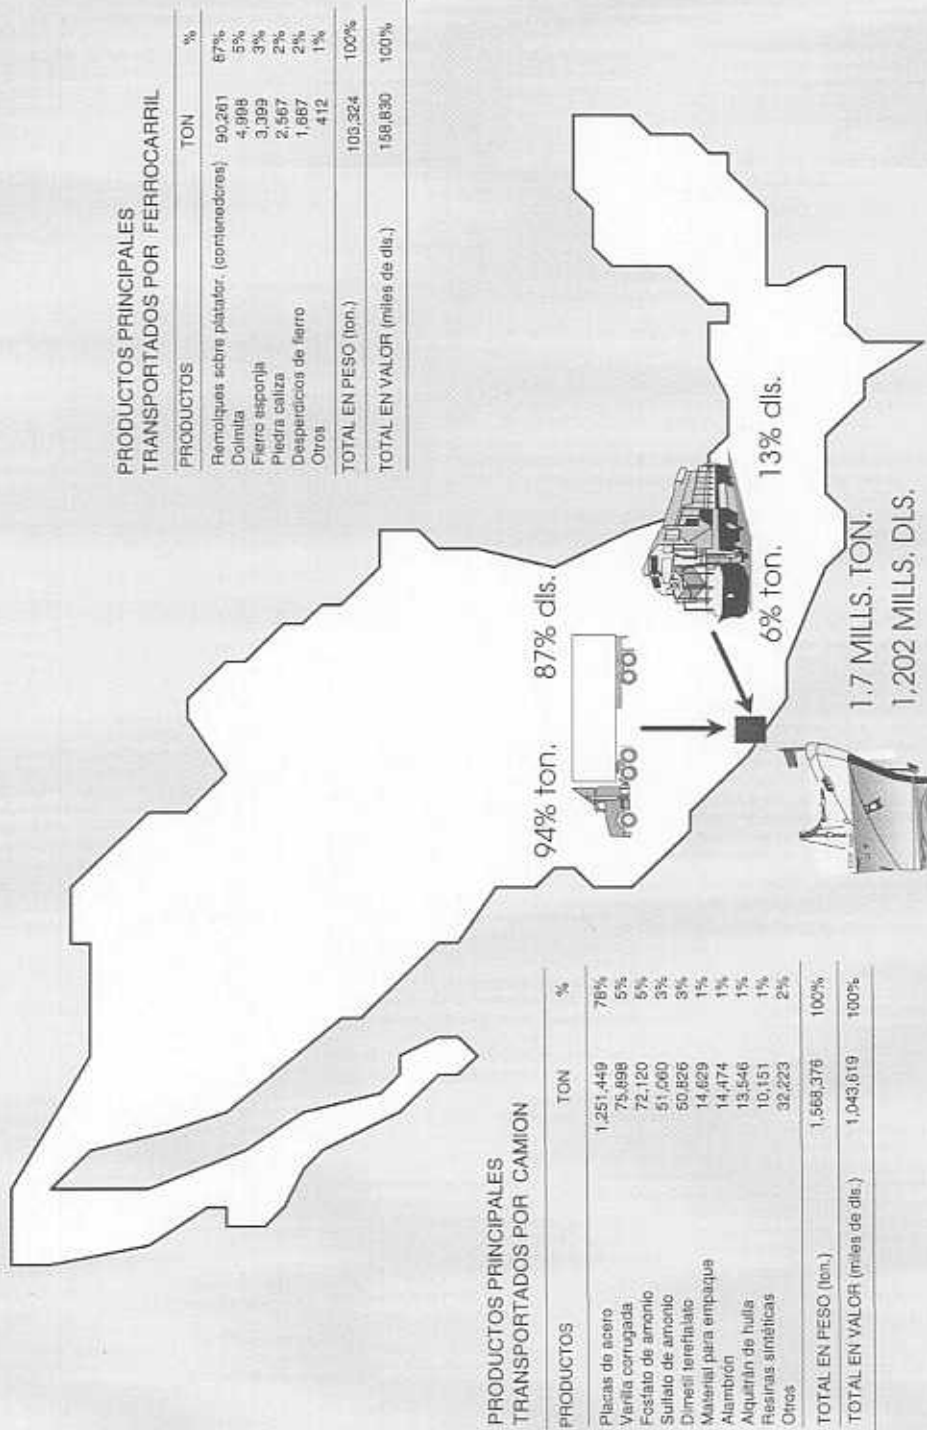 PRODUCTOS PRINCIPALES
TRANSPORTADOS POR FERROCARRIL
PRODUCTOS TON %
Remolques sobre platafor. (contenedores) 90,261 87%
Dolmita 4,998 5%
Fierro esponja 3,399 3%
Piedra caliza 2,567 2%
Desperdicios de fierro 1,687 2%
Otros 412 1%
TOTAL EN PESO (ton.) 103,324 100%
TOTAL EN VALOR (miles de dls.) 158,830 100%
94% ton. 87% dls.
6% ton. 13% dls.
1.7 MILLS. TON.
1,202 MILLS. DLS.
PRODUCTOS PRINCIPALES
TRANSPORTADOS POR CAMION
PRODUCTOS TON %
Placas de acero 1,251,449 78%
Varilla corrugada 75,898 5%
Fosfato de amonio 72,120 5%
Sulfato de amonio 51,060 3%
Dimetil tereftalato 50,826 3%
Material para empaque 14,629 1%
Alambrón 14,474 1%
Alquitrán de hulla 13,546 1%
Resinas sintéticas 10,151 1%
Otros 32,223 2%
TOTAL EN PESO (ton.) 1,568,376 100%
TOTAL EN VALOR (miles de dls.) 1,043,619 100%